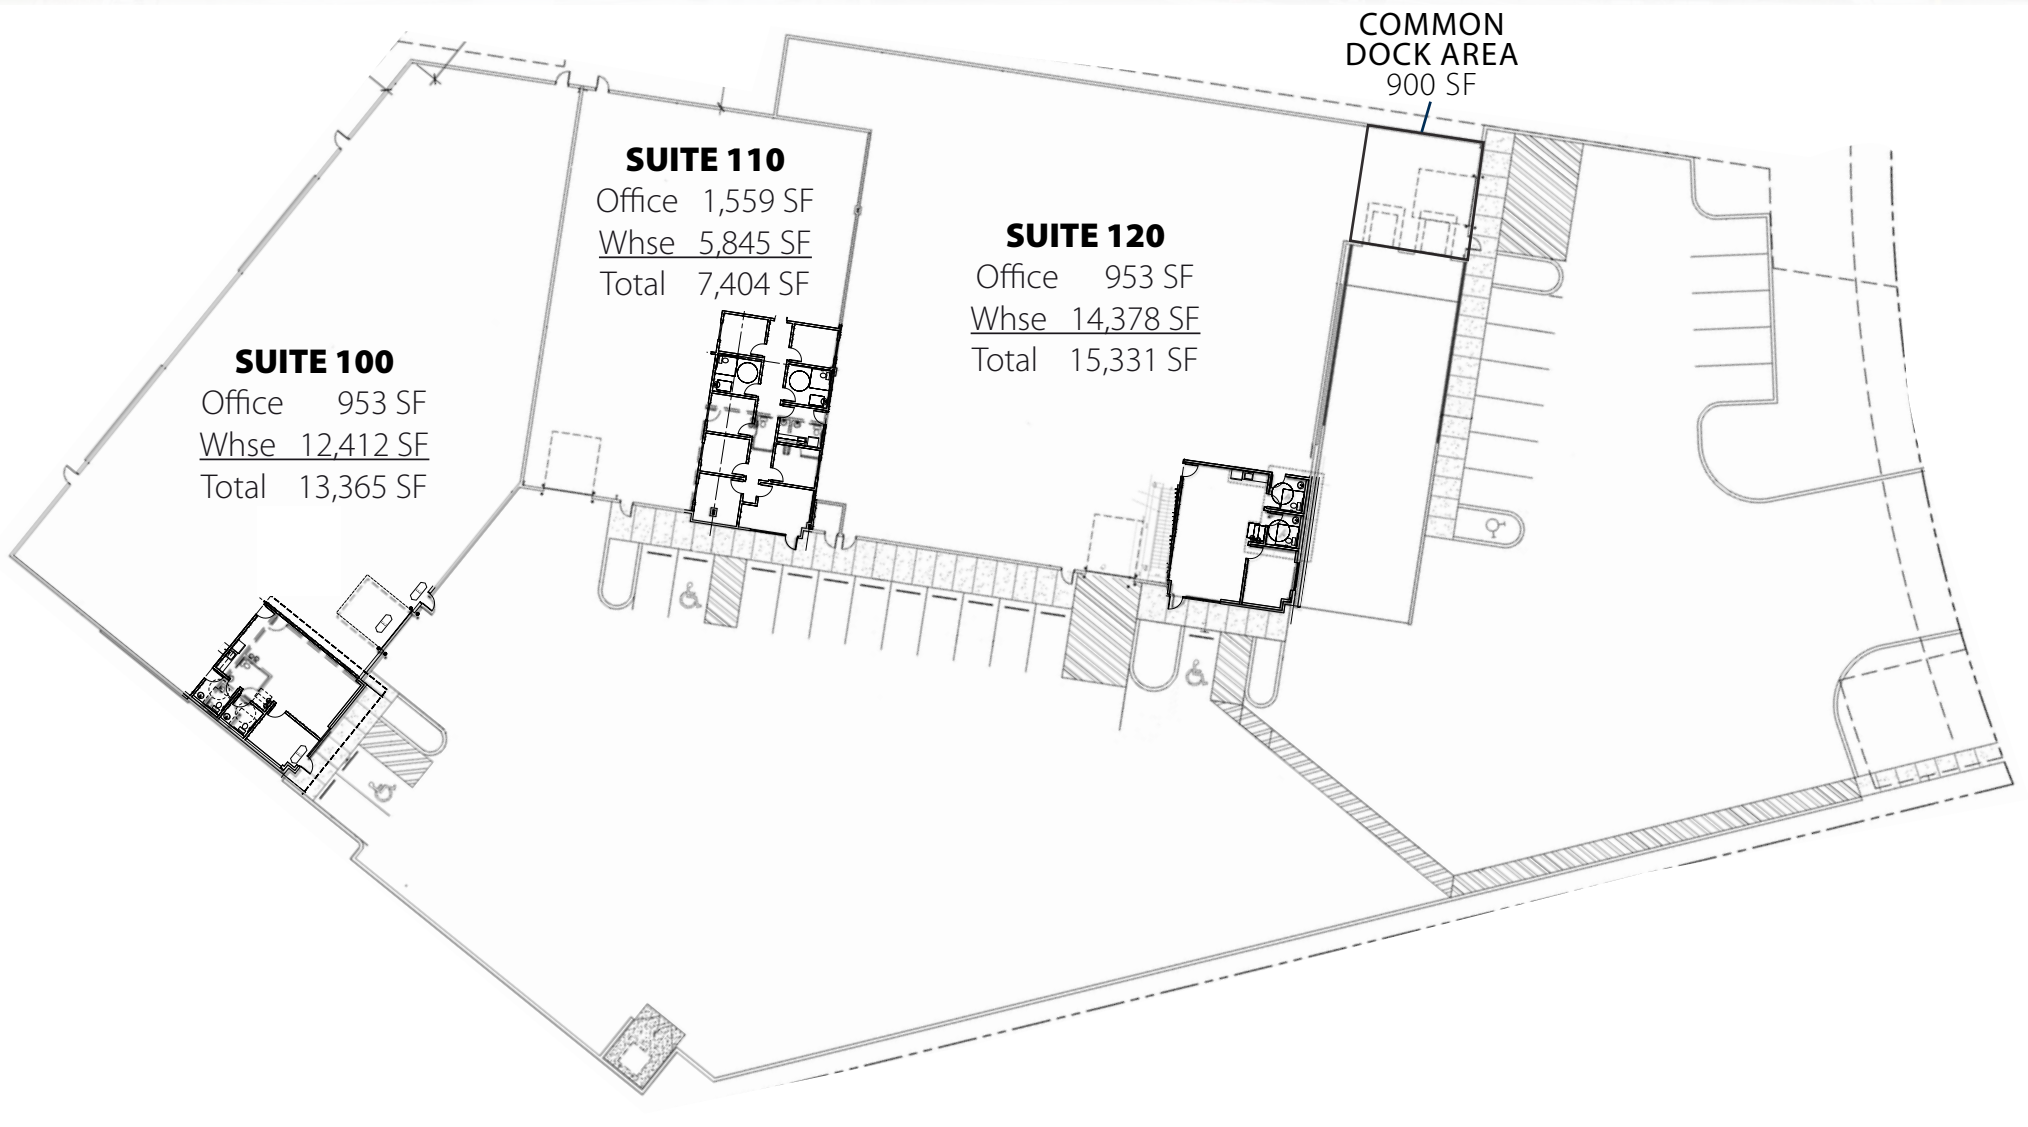 COMMON
DOCK AREA
900 SF
SUITE 110
Office 1,559 SF
Whse 5,845 SF
Total 7,404 SF
SUITE 120
Office 953 SF
Whse 14,378 SF
Total 15,331 SF
SUITE 100
Office 953 SF
Whse 12,412 SF
Total 13,365 SF